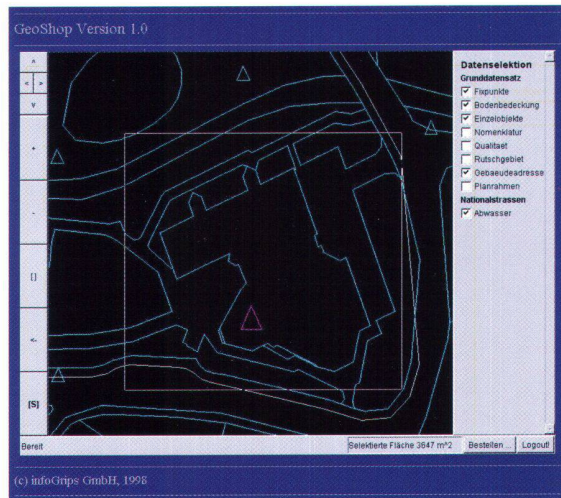 GeoShop Version 1.0
^
< >
v
+
-
[]
<-
[S]
Datenselektion
Grunddatensatz
Fixpunkte
Bodenbedeckung
Einzelobjekte
Nomenklatur
Qualitaet
Rutschgebiet
Gebaeudeadresse
Planrahmen
Nationalstrassen
Abwasser
Bereit
Selektierte Fläche 3647 m^2
Bestellen ...
Logout!
(c) infoGrips GmbH, 1998